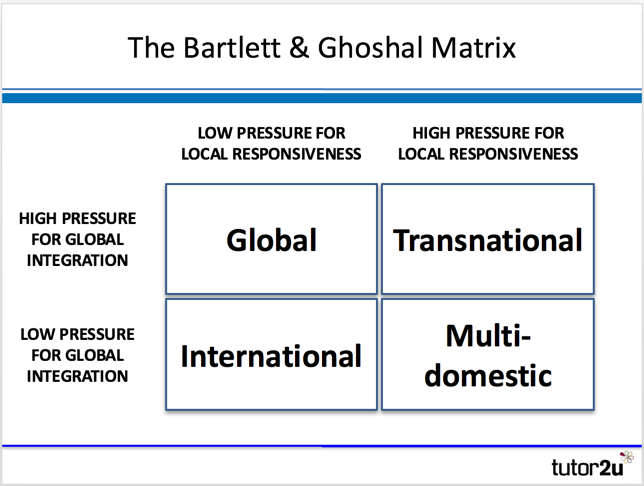 The Bartlett & Ghoshal Matrix
LOW PRESSURE FOR
LOCAL RESPONSIVENESS
HIGH PRESSURE FOR
LOCAL RESPONSIVENESS
HIGH PRESSURE
FOR GLOBAL
INTEGRATION
Global
Transnational
LOW PRESSURE
FOR GLOBAL
INTEGRATION
International
Multi-
domestic
tutor2u